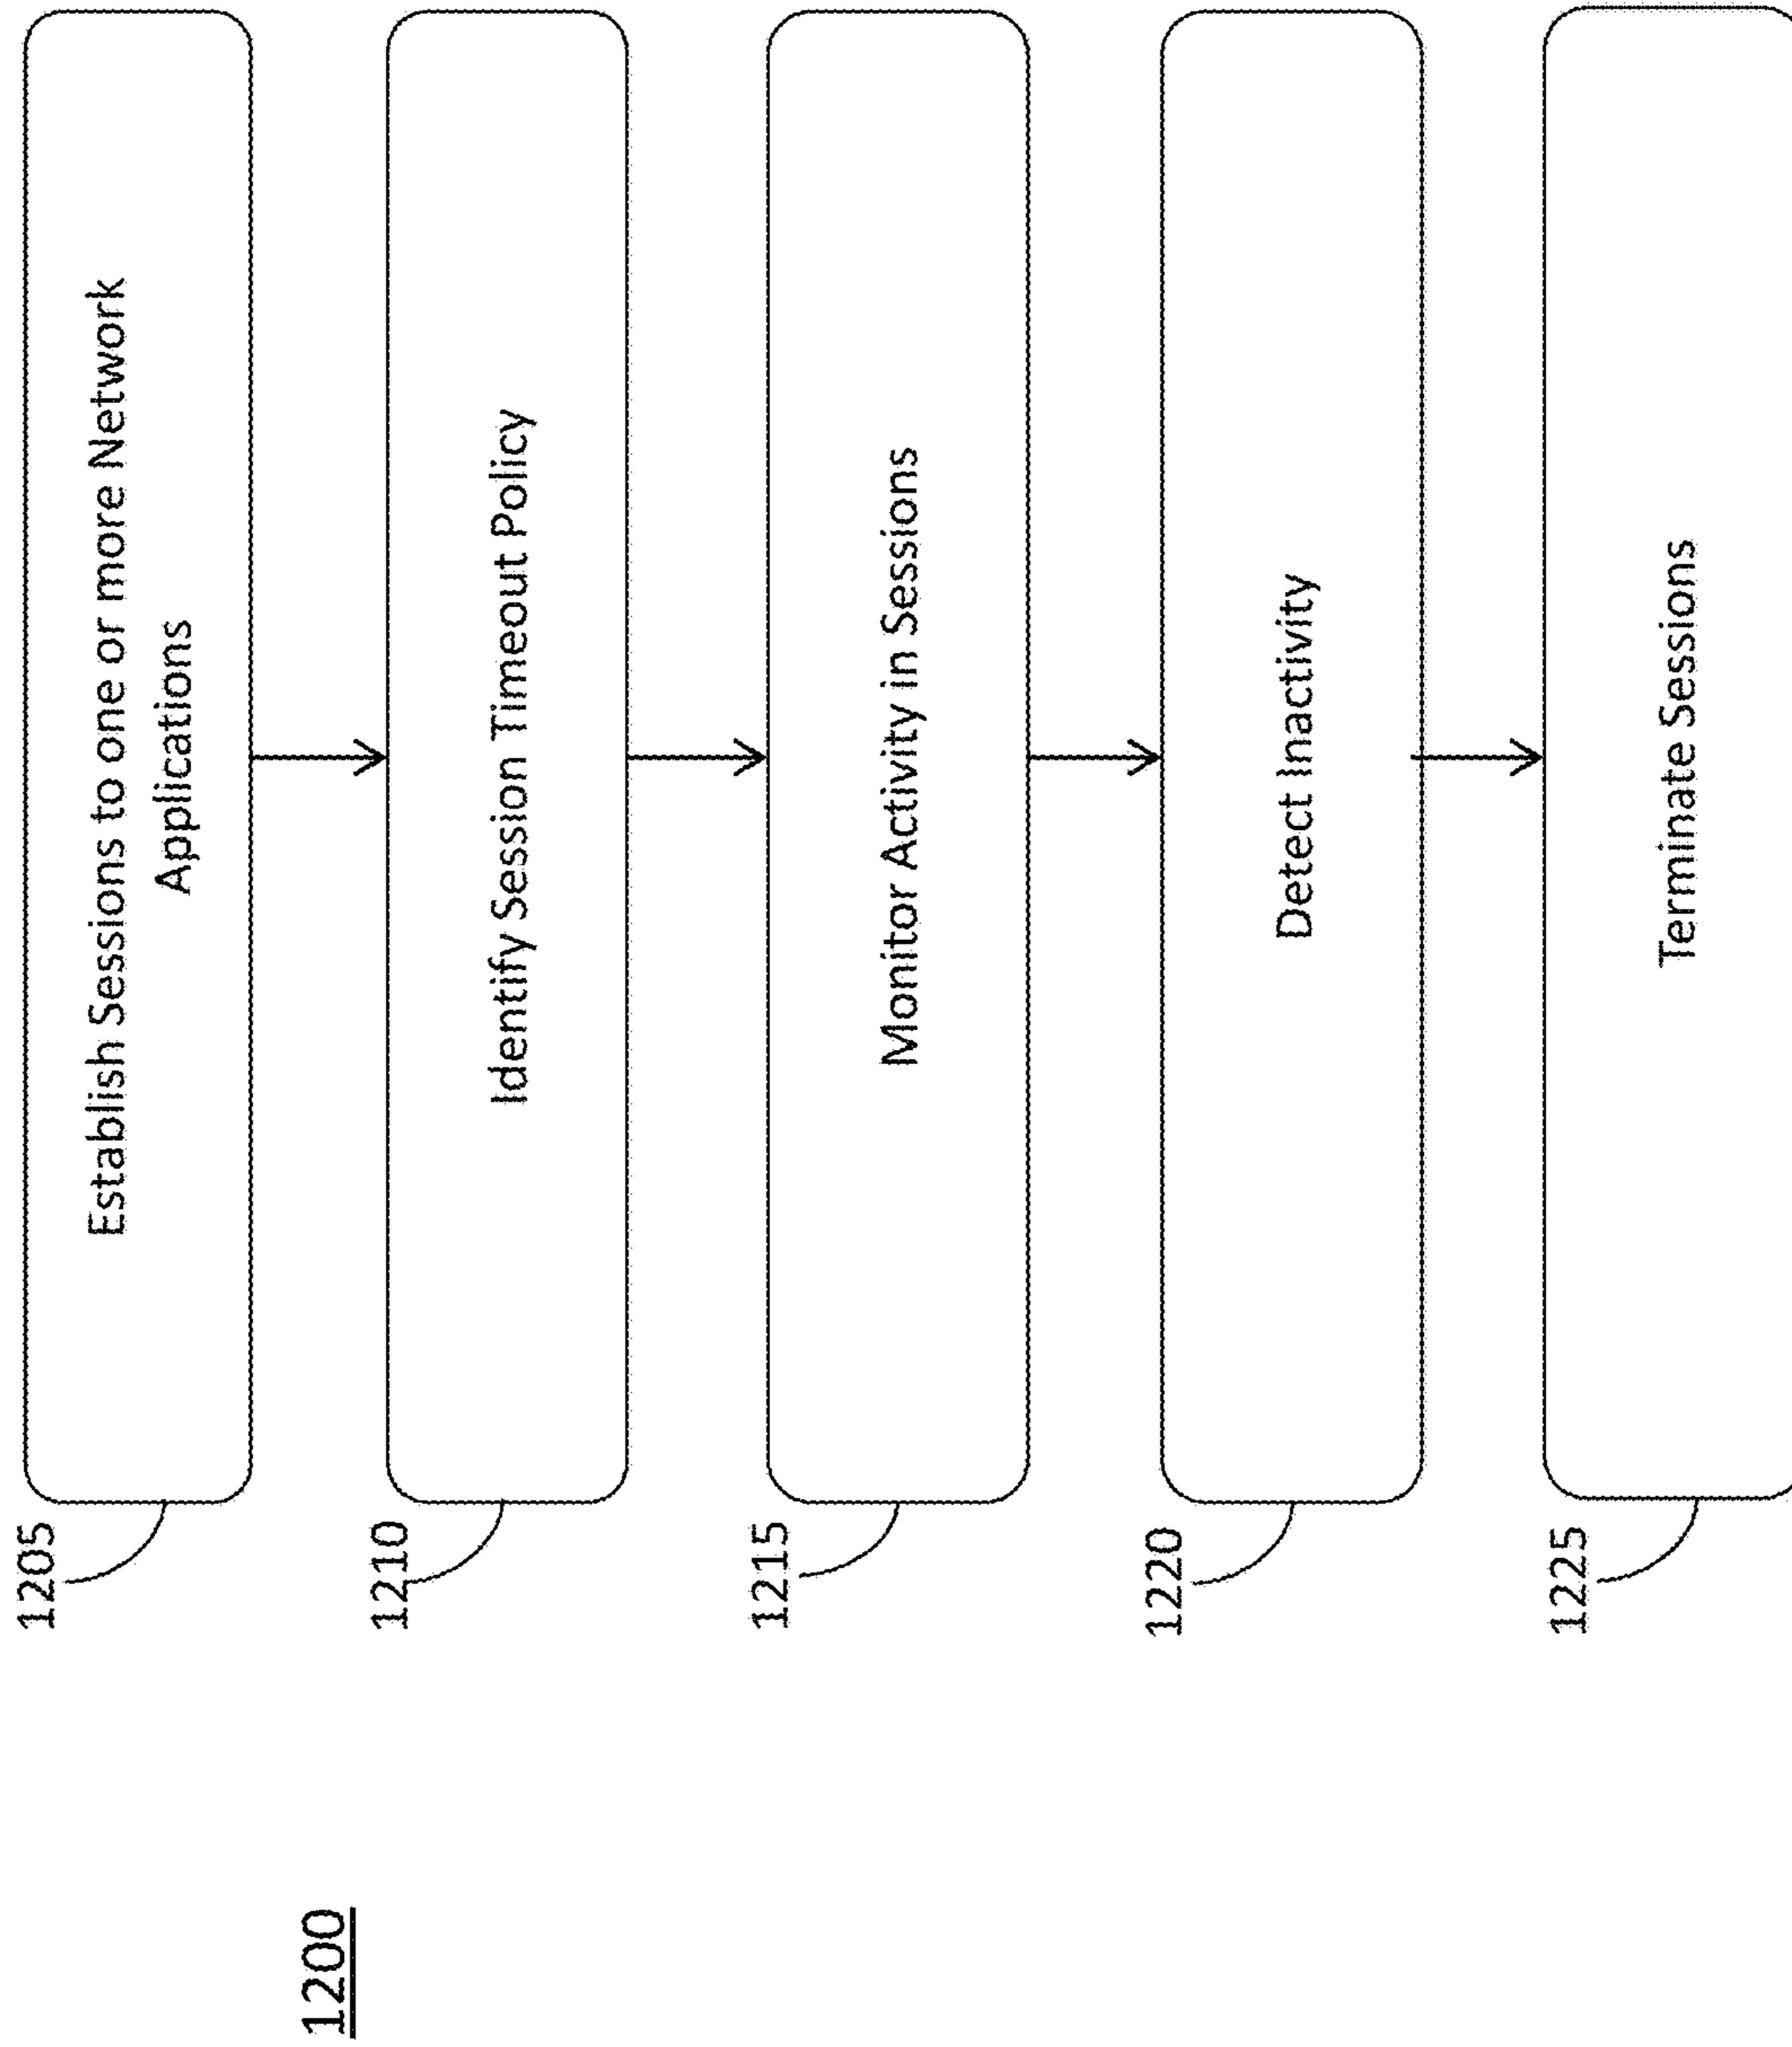 1200
1205
Establish Sessions to one or more Network
Applications
1210
Identify Session Timeout Policy
1215
Monitor Activity in Sessions
1220
Detect Inactivity
1225
Terminate Sessions